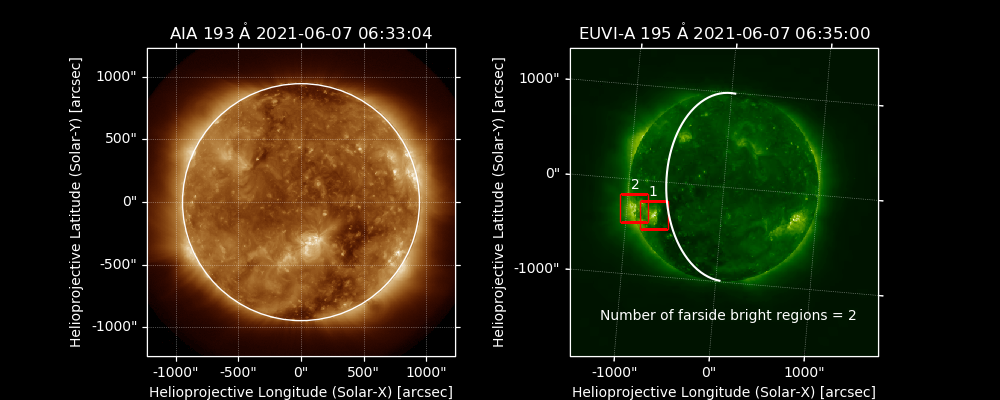 AIA 193 Å 2021-06-07 06:33:04
Helioprojective Latitude (Solar-Y) [arcsec]
1000"
500"
0"
-500"
-1000"
-1000"
-500"
0"
500"
1000"
Helioprojective Longitude (Solar-X) [arcsec]
EUVI-A 195 Å 2021-06-07 06:35:00
Helioprojective Latitude (Solar-Y) [arcsec]
1000"
0"
-1000"
2
1
Number of farside bright regions = 2
-1000"
0"
1000"
Helioprojective Longitude (Solar-X) [arcsec]